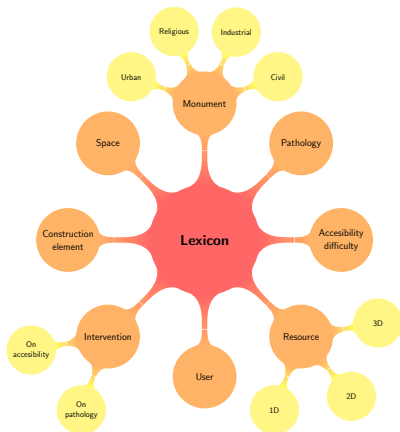 Religious
Industrial
Urban
Civil
Monument
Space
Pathology
Construction
element
Lexicon
Accesibility
difficulty
3D
Intervention
Resource
On
accesibility
User
2D
On
pathology
1D